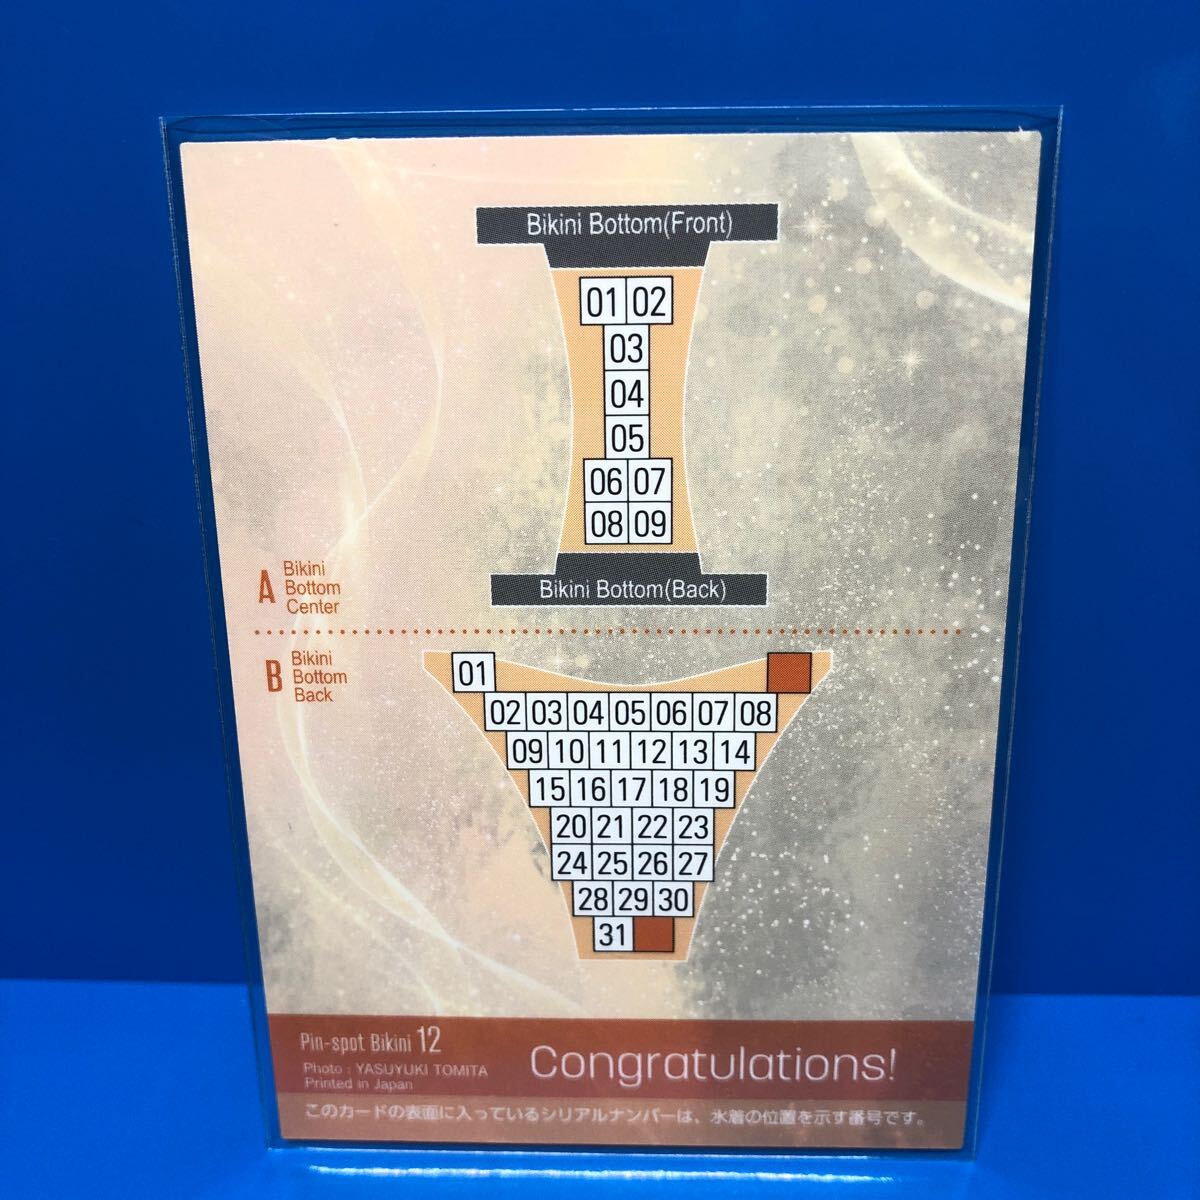 Bikini Bottom(Front)
01 02
03
04
05
06 07
08 09
Bikini Bottom(Back)
A Bikini
Bottom
Center
B Bikini
Bottom
Back
01
02 03 04 05 06 07 08
09 10 11 12 13 14
15 16 17 18 19
20 21 22 23
24 25 26 27
28 29 30
31
Pin-spot Bikini 12
Photo : YASUYUKI TOMITA
Printed in Japan
Congratulations!
このカードの表面に入っているシリアルナンバーは、水着の位置を示す番号です。